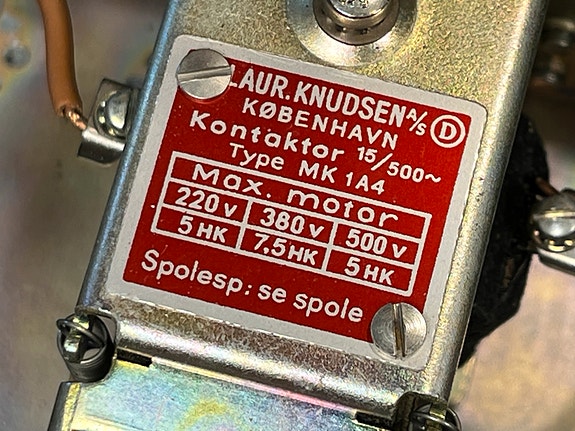 LAUR. KNUDSEN A/S Ⓓ
KØBENHAVN
Kontaktor 15/500~
Type MK 1A4
Max. motor
220 V 380 V 500 V
5 HK 7,5 HK 5 HK
Spolesp: se spole